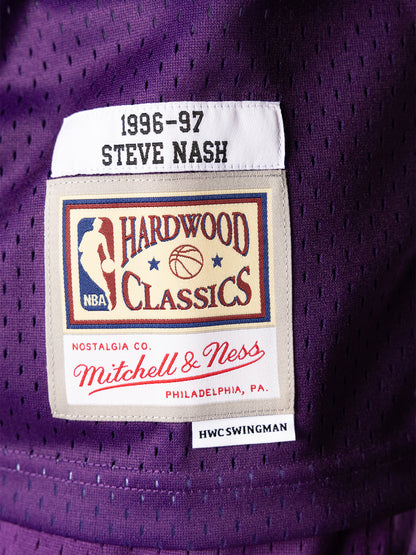 1996-97
STEVE NASH
HARDWOOD
NBA
CLASSICS
NOSTALGIA CO.
Mitchell & Ness
PHILADELPHIA, PA.
HWC SWINGMAN